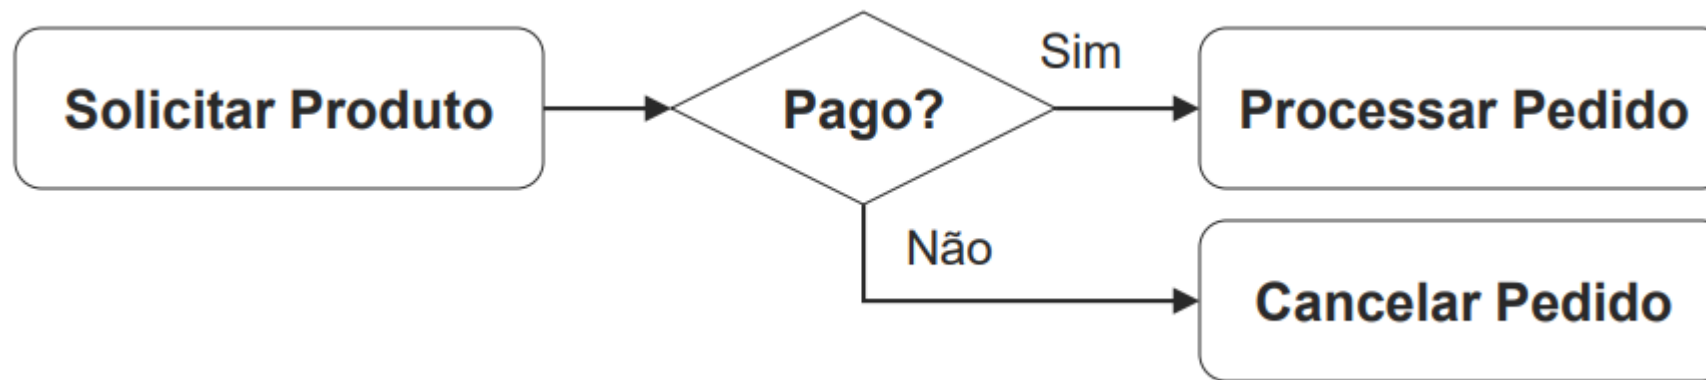 Solicitar Produto
Pago?
Sim
Processar Pedido
Não
Cancelar Pedido